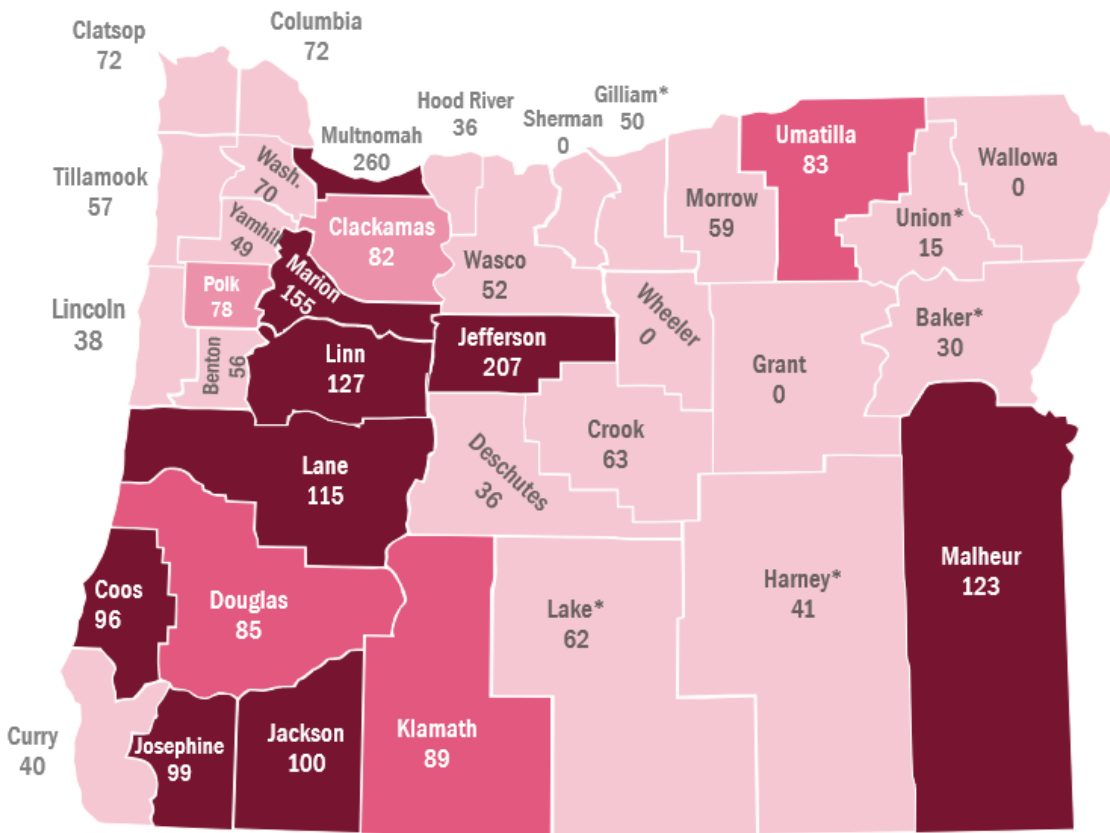 Clatsop
72
Columbia
72
Hood River
36
Sherman
0
Gilliam*
50
Multnomah
260
Umatilla
83
Wallowa
0
Tillamook
57
Wash.
70
Morrow
59
Union*
15
Yamhill
49
Clackamas
82
Wasco
52
Marion
155
Polk
78
Lincoln
38
Wheeler
0
Baker*
30
Benton
56
Linn
127
Jefferson
207
Grant
0
Crook
63
Deschutes
36
Lane
115
Malheur
123
Coos
96
Douglas
85
Lake*
62
Harney*
41
Curry
40
Josephine
99
Jackson
100
Klamath
89